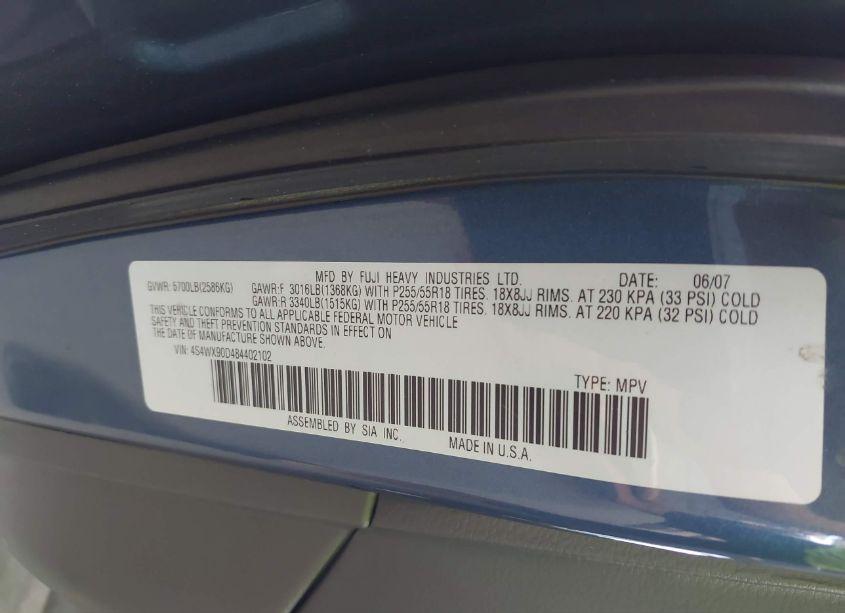 MFD BY FUJI HEAVY INDUSTRIES LTD. DATE: 06/07
GVWR: 5700LB(2586KG) GAWR:F 3016LB(1368KG) WITH P255/55R18 TIRES. 18X8JJ RIMS. AT 230 KPA (33 PSI) COLD
GAWR:R 3340LB(1515KG) WITH P255/55R18 TIRES. 18X8JJ RIMS. AT 220 KPA (32 PSI) COLD
THIS VEHICLE CONFORMS TO ALL APPLICABLE FEDERAL MOTOR VEHICLE
SAFETY AND THEFT PREVENTION STANDARDS IN EFFECT ON
THE DATE OF MANUFACTURE SHOWN ABOVE.
VIN: 4S4WX90D484402102
TYPE: MPV
ASSEMBLED BY SIA INC. MADE IN U.S.A.